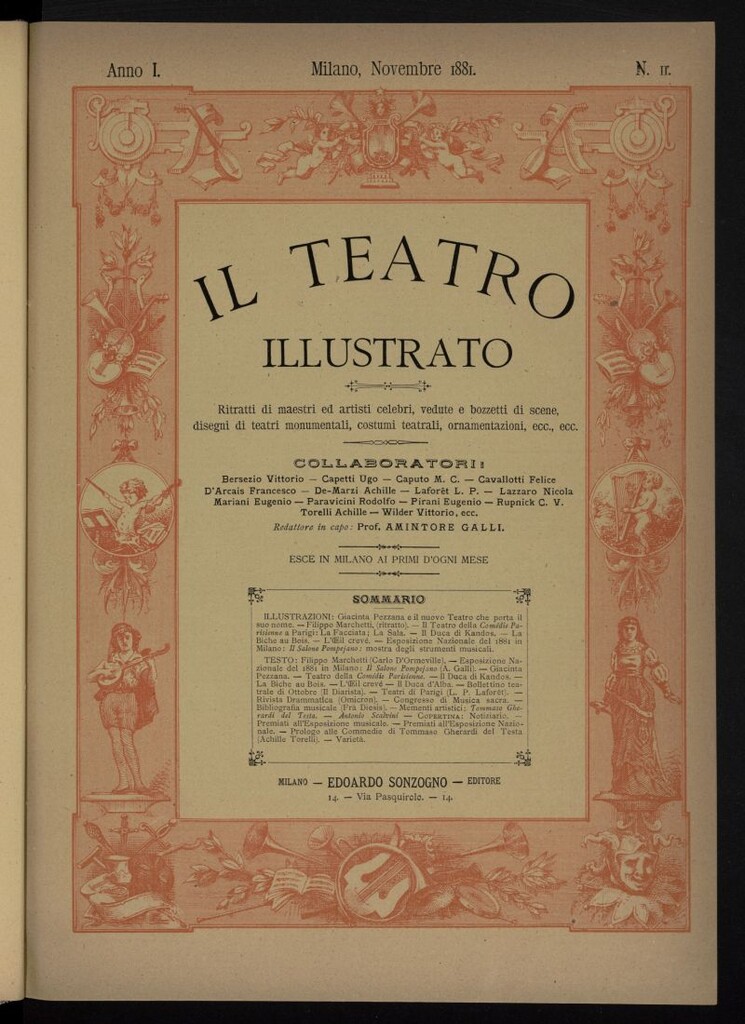 Anno I.
Milano, Novembre 1881.
N. 11.
IL TEATRO
ILLUSTRATO
Ritratti di maestri ed artisti celebri, vedute e bozzetti di scene,
disegni di teatri monumentali, costumi teatrali, ornamentazioni, ecc., ecc.
COLLABORATORI:
Bersezio Vittorio — Capetti Ugo — Caputo M. C. — Cavallotti Felice
D'Arcais Francesco — De-Marzi Achille — Laforêt L. P. — Lazzaro Nicola
Mariani Eugenio — Paravicini Rodolfo — Pirani Eugenio — Rupnick C. V.
Torelli Achille — Wilder Vittorio, ecc.
Redattore in capo: Prof. AMINTORE GALLI.
ESCE IN MILANO AI PRIMI D'OGNI MESE
SOMMARIO
ILLUSTRAZIONI: Giacinta Pezzana e il nuovo Teatro che porta il
suo nome. — Filippo Marchetti, (ritratto). — Il Teatro della Comédie Pa-
risienne a Parigi: La Facciata; La Sala. — Il Duca di Kandos. — La
Biche au Bois. — L'Œil crevé. — Esposizione Nazionale del 1881 in
Milano: Il Salone Pompejano: mostra degli strumenti musicali.
TESTO: Filippo Marchetti (Carlo D'Ormeville). — Esposizione Na-
zionale del 1881 in Milano: Il Salone Pompejano (A. Galli). — Giacinta
Pezzana. — Teatro della Comédie Parisienne. — Il Duca di Kandos. —
La Biche au Bois. — L'Œil crevé — Il Duca d'Alba. — Bollettino tea-
trale di Ottobre (Il Diarista). — Teatri di Parigi (L. P. Laforêt). —
Rivista Drammatica (Omicron). — Congresso di Musica sacra. —
Bibliografia musicale (Frà Diesis). — Mementi artistici: Tommaso Ghe-
rardi del Testa. — Antonio Scalvini — COPERTINA: Notiziario. —
Premiati all'Esposizione musicale. — Premiati all'Esposizione Nazio-
nale. — Prologo alle Commedie di Tommaso Gherardi del Testa
(Achille Torelli). — Varietà.
MILANO — EDOARDO SONZOGNO — EDITORE
14. — Via Pasquirolo. — 14.